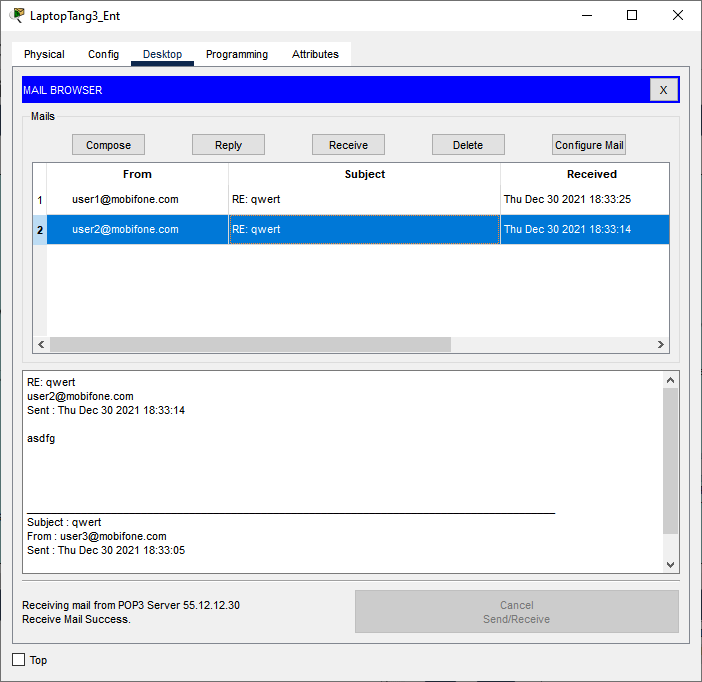 LaptopTang3_Ent
Physical Config Desktop Programming Attributes
MAIL BROWSER X
Mails
Compose Reply Receive Delete Configure Mail
From Subject Received
1 user1@mobifone.com RE: qwert Thu Dec 30 2021 18:33:25
2 user2@mobifone.com RE: qwert Thu Dec 30 2021 18:33:14
RE: qwert
user2@mobifone.com
Sent : Thu Dec 30 2021 18:33:14
asdfg
Subject : qwert
From : user3@mobifone.com
Sent : Thu Dec 30 2021 18:33:05
Receiving mail from POP3 Server 55.12.12.30
Receive Mail Success.
Cancel
Send/Receive
Top